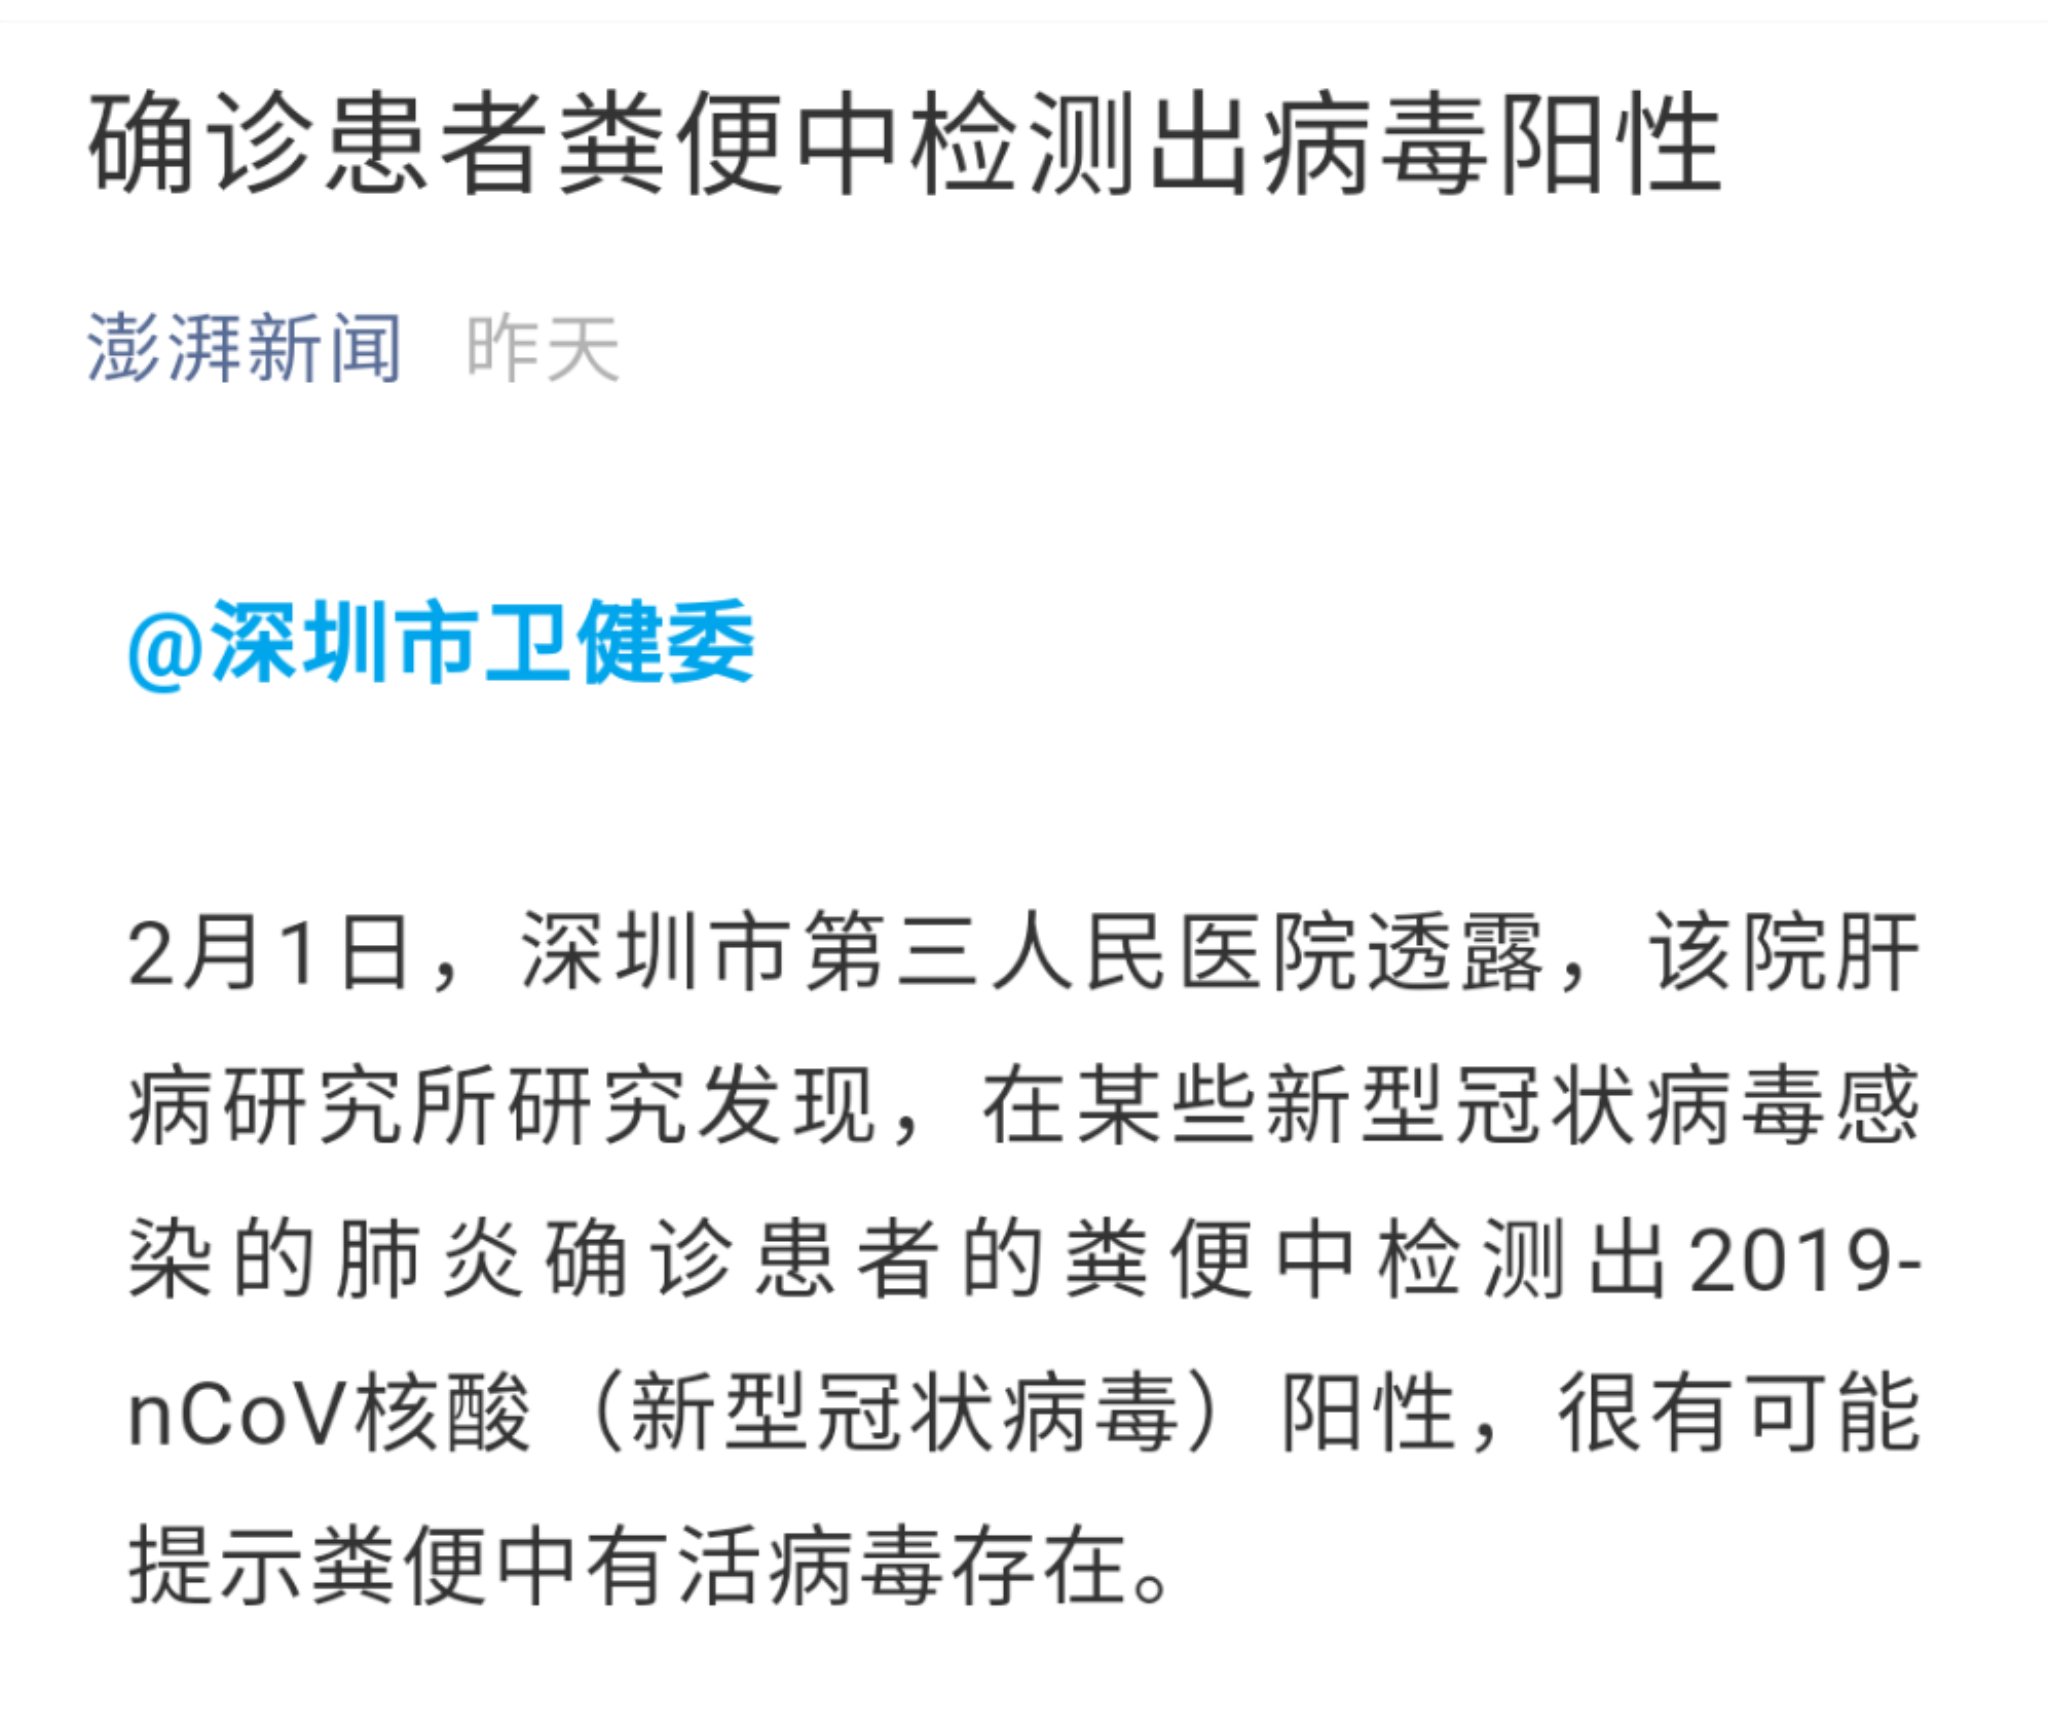 确诊患者粪便中检测出病毒阳性
澎湃新闻 昨天
@深圳市卫健委
2月1日，深圳市第三人民医院透露，该院肝
病研究所研究发现，在某些新型冠状病毒感
染的肺炎确诊患者的粪便中检测出2019-
nCoV核酸（新型冠状病毒）阳性，很有可能
提示粪便中有活病毒存在。